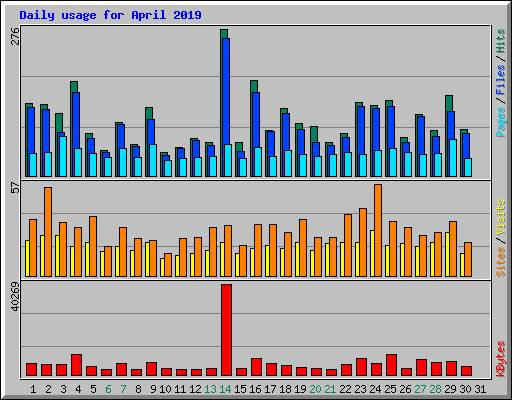 Daily usage for April 2019
276
Pages / Files / Hits
57
Sites / Visits
40269
KBytes
1 2 3 4 5 6 7 8 9 10 11 12 13 14 15 16 17 18 19 20 21 22 23 24 25 26 27 28 29 30 31